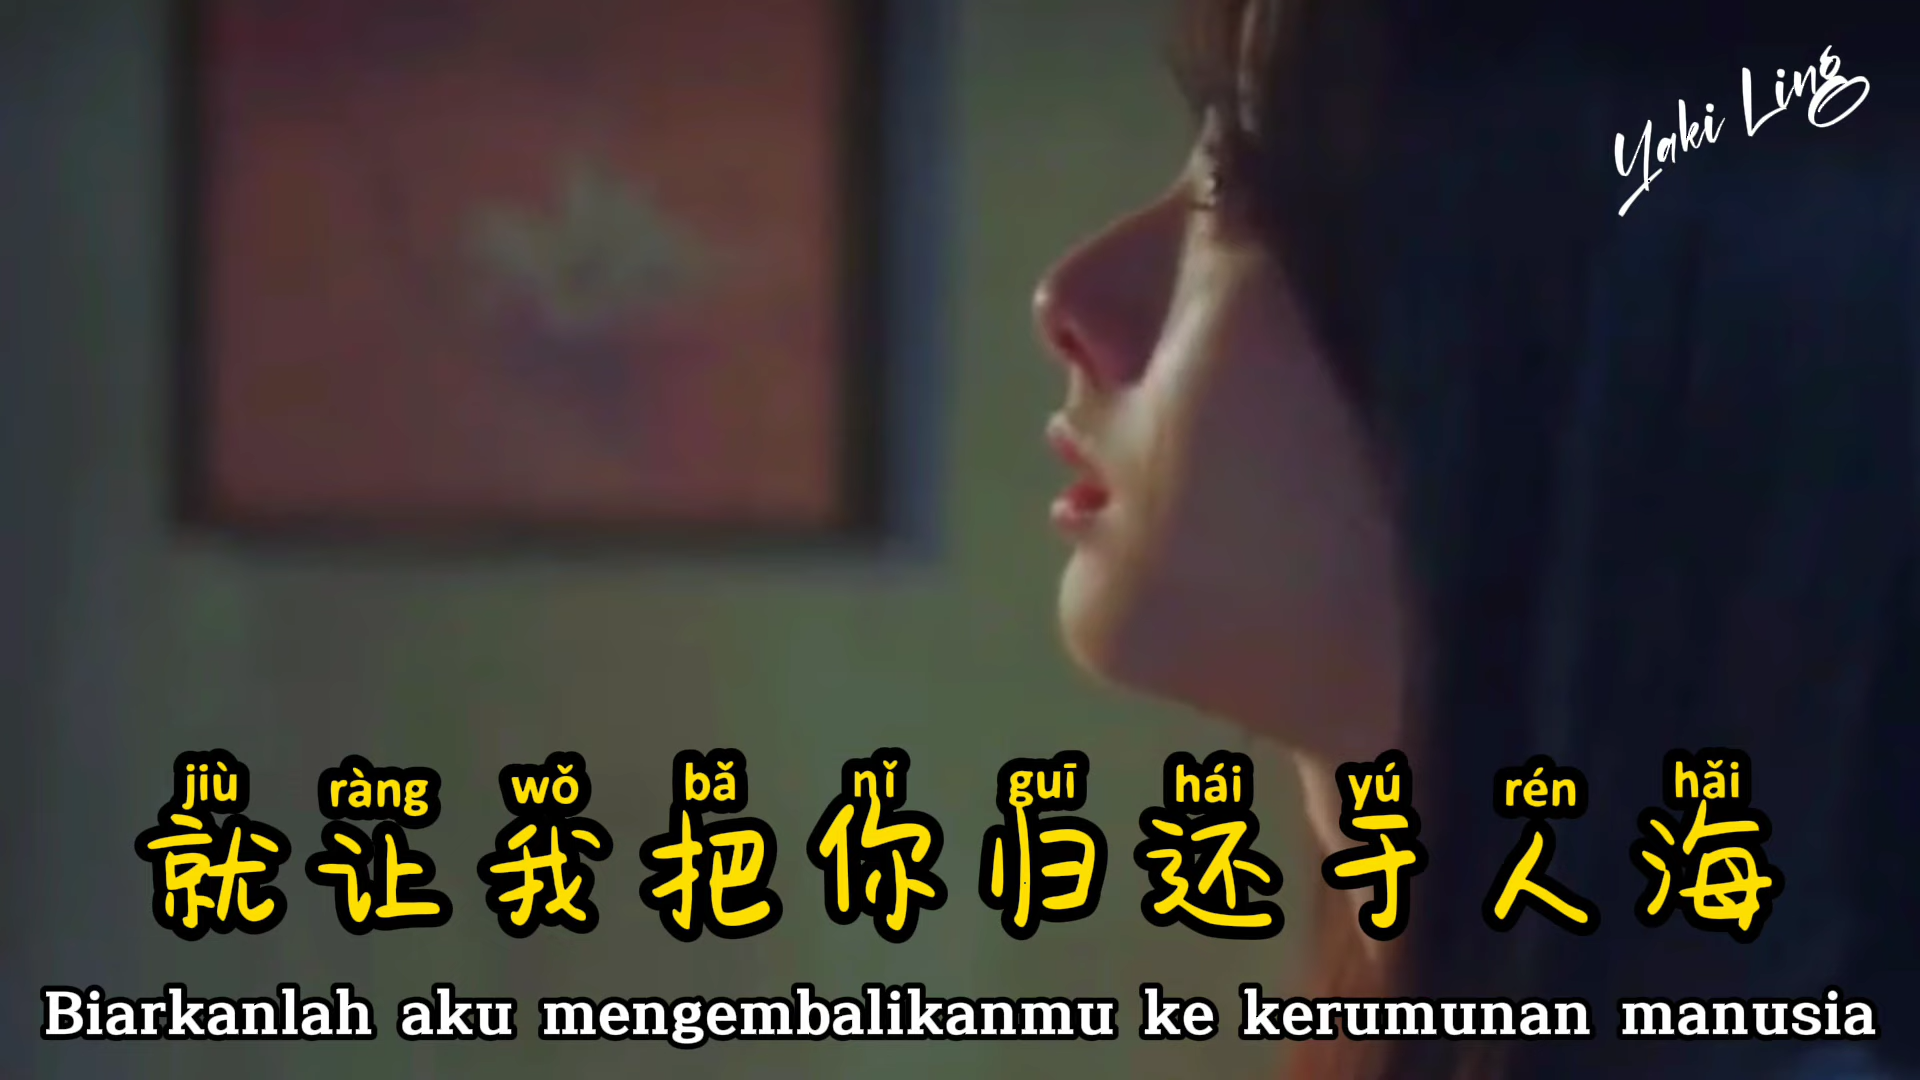 Yaki Ling
jiù ràng wǒ bǎ nǐ guī hái yú rén hǎi
就让我把你归还于人海
Biarkanlah aku mengembalikanmu ke kerumunan manusia